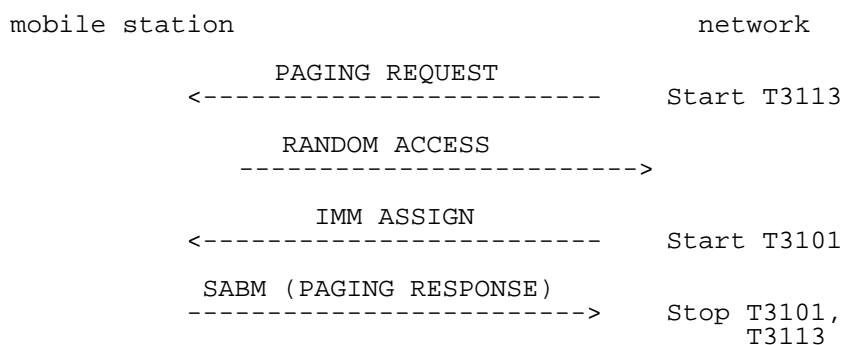 mobile station network
PAGING REQUEST
<------------------------- Start T3113
RANDOM ACCESS
------------------------->
IMM ASSIGN
<------------------------- Start T3101
SABM (PAGING RESPONSE)
-------------------------> Stop T3101,
T3113